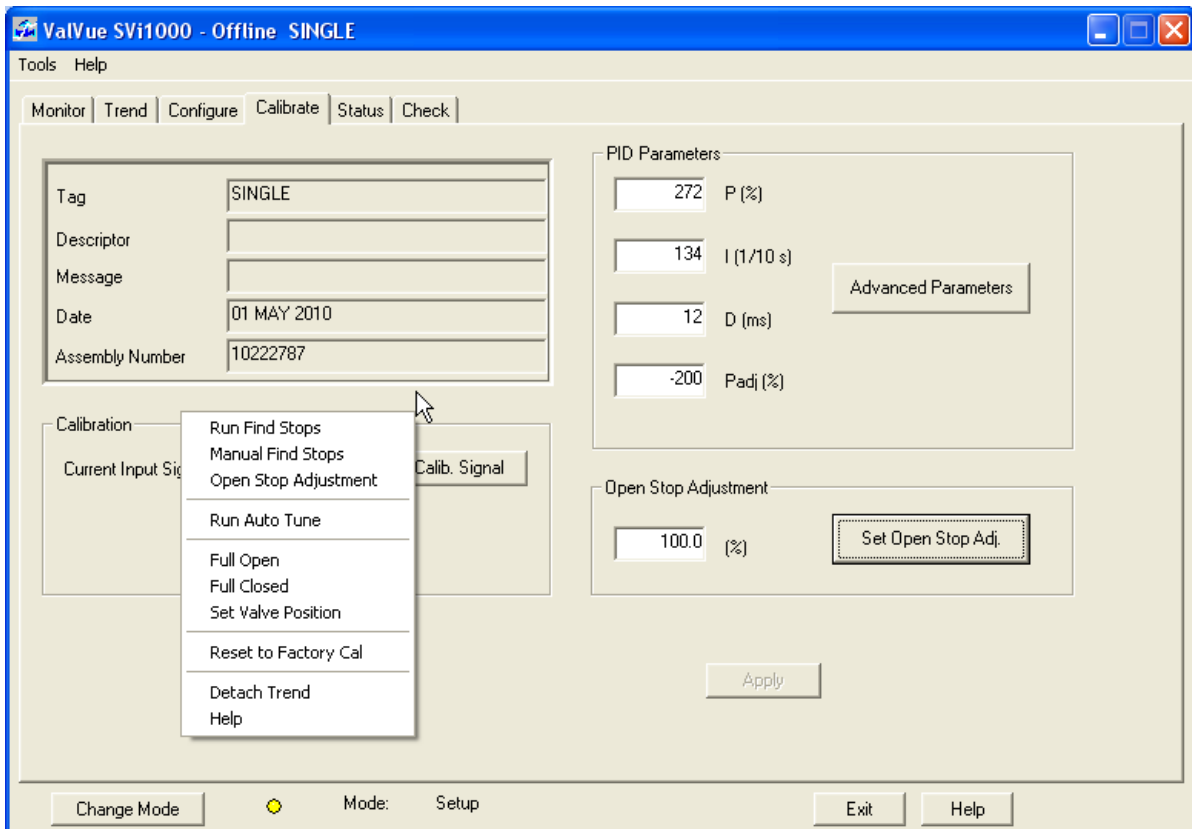 ValVue SVi1000 - Offline SINGLE
Tools Help
Monitor Trend Configure Calibrate Status Check
Tag SINGLE
Descriptor
Message
Date 01 MAY 2010
Assembly Number 10222787
PID Parameters
272 P (%)
134 I (1/10 s)
12 D (ms)
-200 Padj (%)
Advanced Parameters
Calibration
Current Input Calib. Signal
Run Find Stops
Manual Find Stops
Open Stop Adjustment
Run Auto Tune
Full Open
Full Closed
Set Valve Position
Reset to Factory Cal
Detach Trend
Help
Open Stop Adjustment
100.0 (%)
Set Open Stop Adj.
Apply
Change Mode Mode: Setup Exit Help